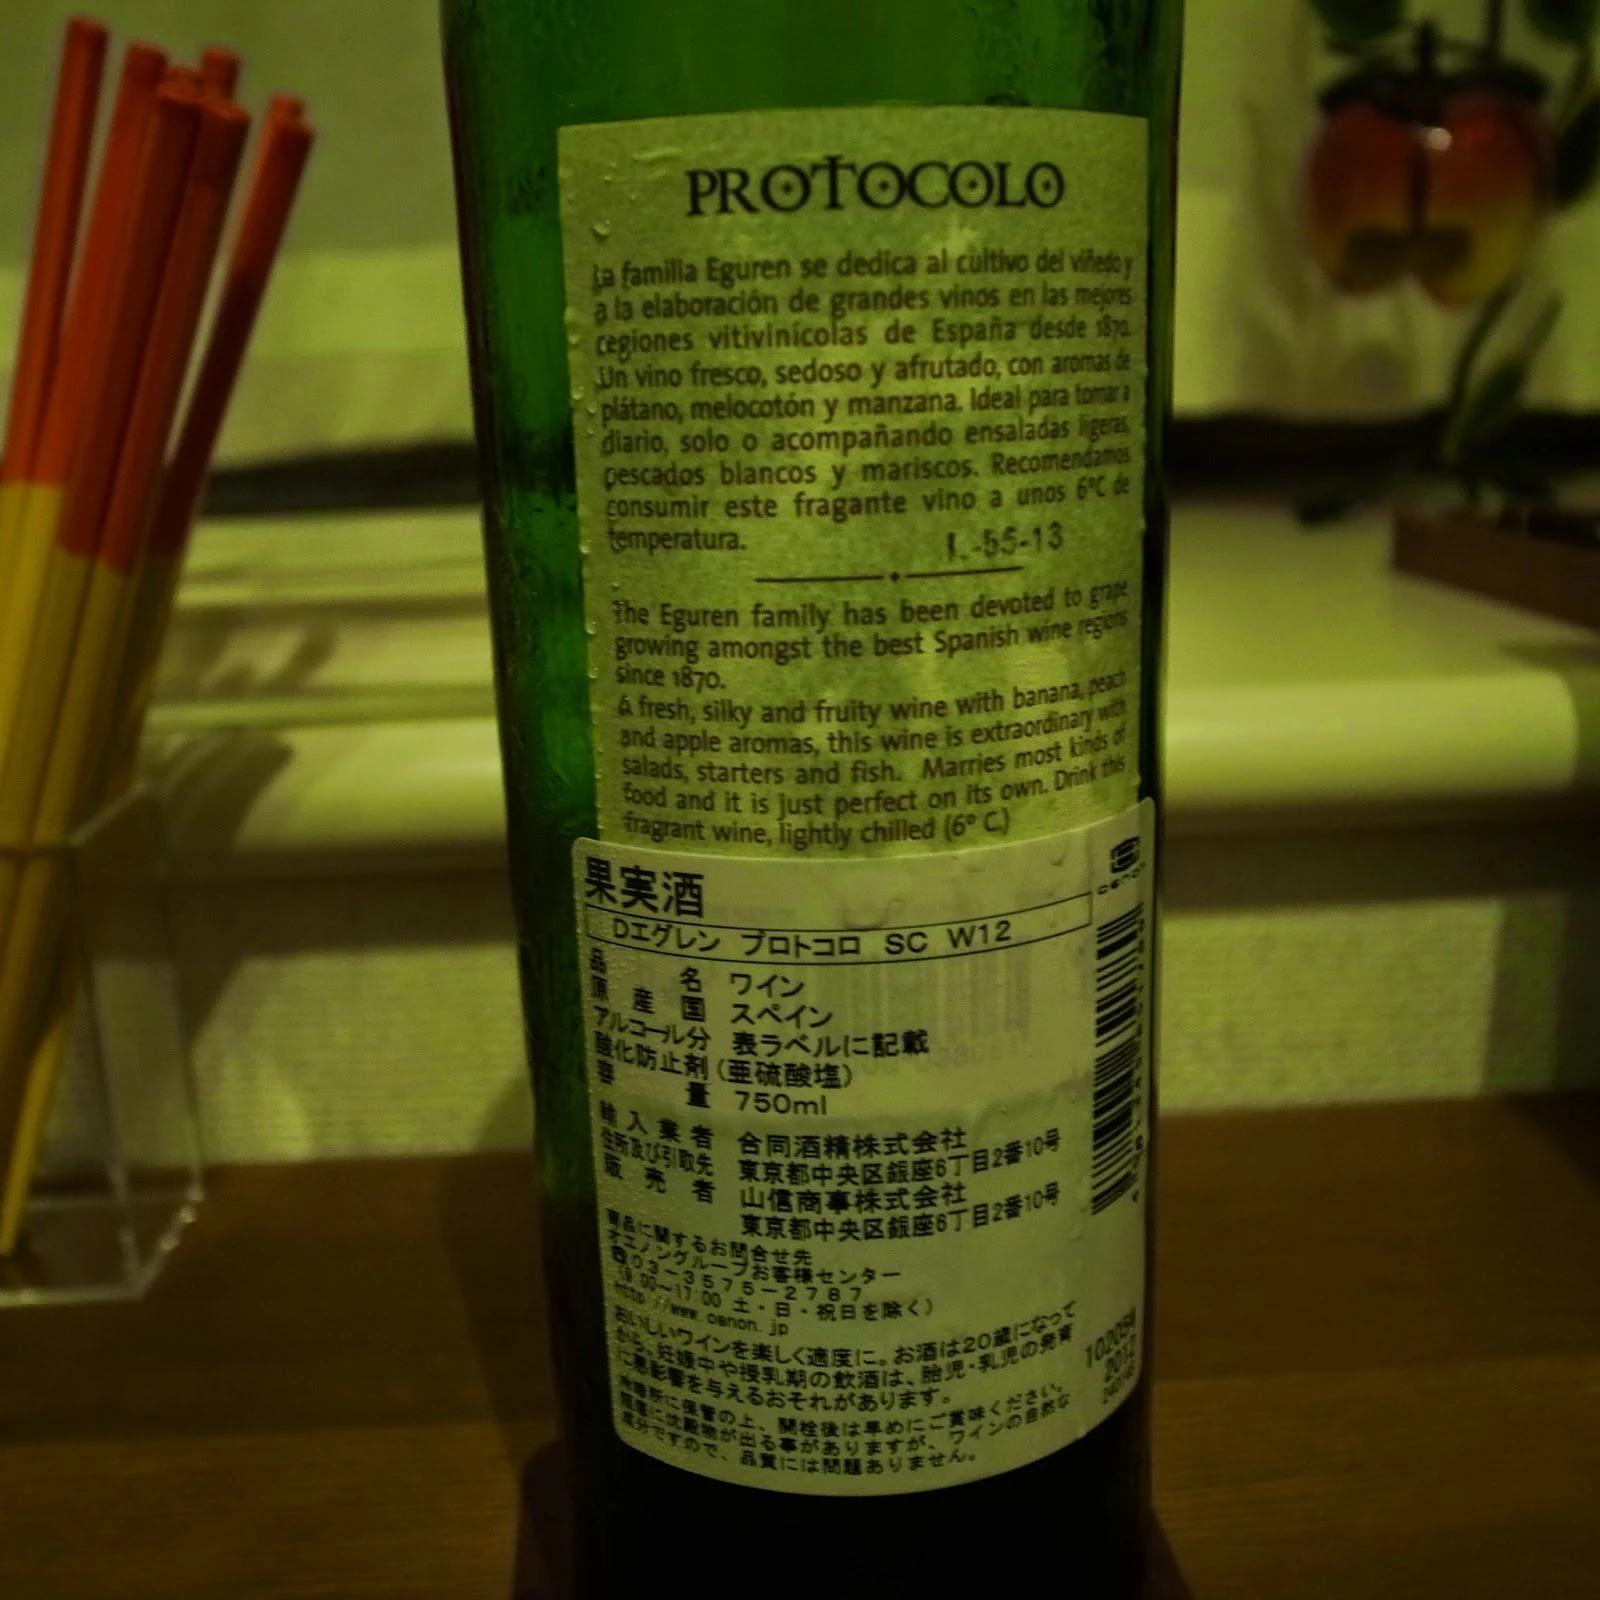 PROTOCOLO
La familia Eguren se dedica al cultivo del viñedo y
a la elaboración de grandes vinos en las mejores
regiones vitivinícolas de España desde 1870.
Un vino fresco, sedoso y afrutado, con aromas de
plátano, melocotón y manzana. Ideal para tomar a
diario, solo o acompañando ensaladas ligeras,
pescados blancos y mariscos. Recomendamos
consumir este fragante vino a unos 6ºC de
temperatura.
L-55-13
The Eguren family has been devoted to grape
growing amongst the best Spanish wine regions
since 1870.
A fresh, silky and fruity wine with banana, peach
and apple aromas, this wine is extraordinary with
salads, starters and fish. Marries most kinds of
food and it is just perfect on its own. Drink this
fragrant wine, lightly chilled (6º C.)
oenon
果実酒
Dエグレン プロトコロ SC W12
品名 ワイン
原産国 スペイン
アルコール分 表ラベルに記載
酸化防止剤(亜硫酸塩)
容量 750ml
輸入業者 合同酒精株式会社
住所及び引取先 東京都中央区銀座6丁目2番10号
販売者 山信商事株式会社
東京都中央区銀座6丁目2番10号
商品に関するお問合せ先
オエノングループお客様センター
☎03-3575-2787
(9:00~17:00 土・日・祝日を除く)
http://www.oenon.jp
おいしいワインを楽しく適度に。お酒は20歳になって
から。妊娠中や授乳期の飲酒は、胎児・乳児の発育
に悪影響を与えるおそれがあります。
冷暗所に保管の上、開栓後は早めにご賞味ください。
瓶底に沈殿物が出る事がありますが、ワインの自然な
成分ですので、品質には問題ありません。
2012